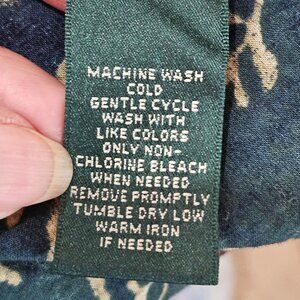 MACHINE WASH
COLD
GENTLE CYCLE
WASH WITH
LIKE COLORS
ONLY NON-
CHLORINE BLEACH
WHEN NEEDED
REMOVE PROMPTLY
TUMBLE DRY LOW
WARM IRON
IF NEEDED